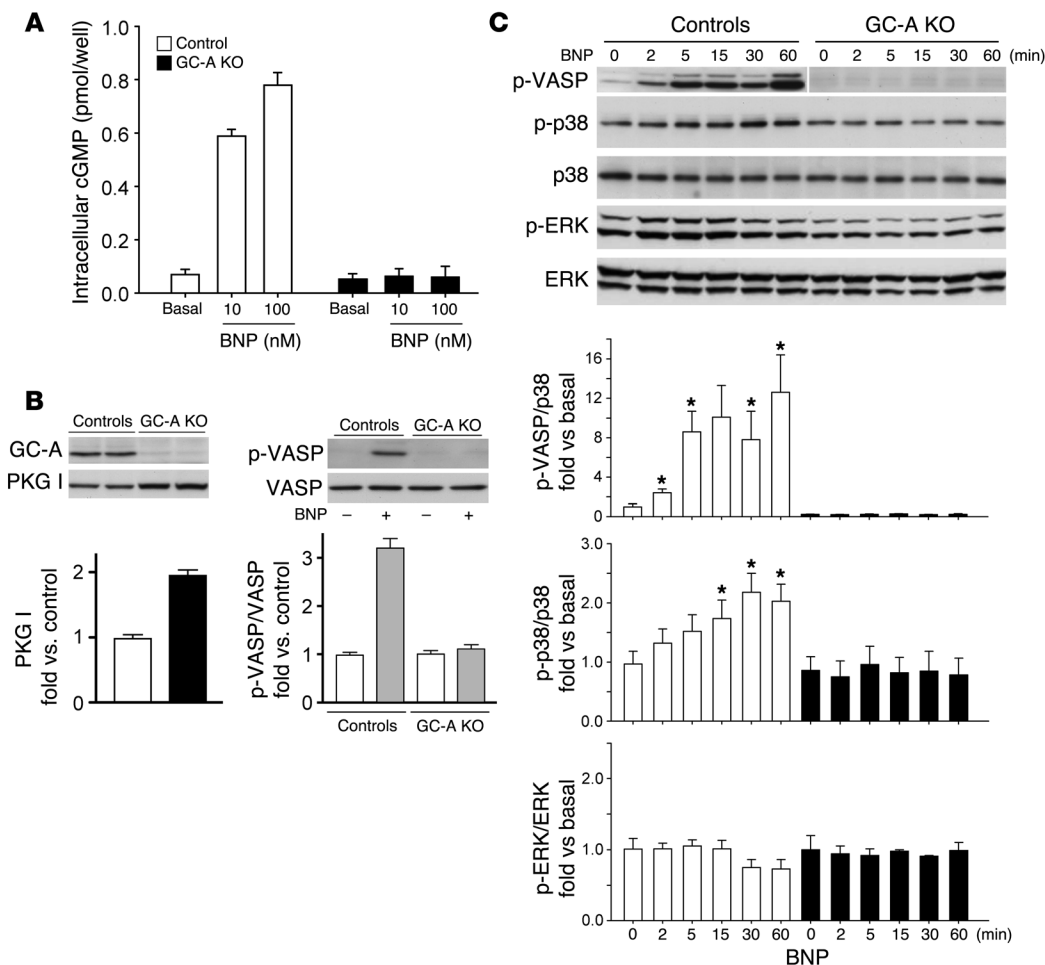 A
Intracellular cGMP (pmol/well)
1.0
0.8
0.6
0.4
0.2
0.0
Control
GC-A KO
Basal 10 100 Basal 10 100
BNP (nM) BNP (nM)
B
Controls GC-A KO
GC-A
PKG I
PKG I
fold vs. control
2
1
0
Controls GC-A KO
p-VASP
VASP
BNP − + − +
p-VASP/VASP
fold vs. control
3
2
1
0
Controls GC-A KO
C
Controls GC-A KO
BNP 0 2 5 15 30 60 0 2 5 15 30 60 (min)
p-VASP
p-p38
p38
p-ERK
ERK
p-VASP/p38
fold vs basal
16
12
8
4
0
* * * *
p-p38/p38
fold vs basal
3.0
2.0
1.0
0.0
* * *
p-ERK/ERK
fold vs basal
2.0
1.0
0.0
0 2 5 15 30 60 0 2 5 15 30 60 (min)
BNP